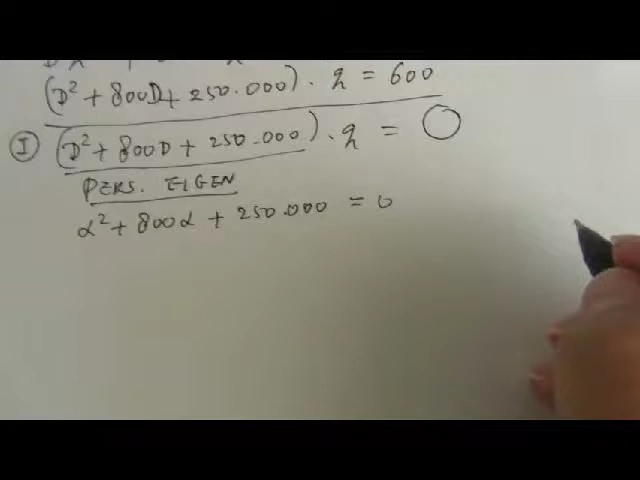 (D² + 800D + 250.000) . q = 600
I (D² + 800D + 250.000) . q = 0
PERS. EIGEN
α² + 800α + 250.000 = 0